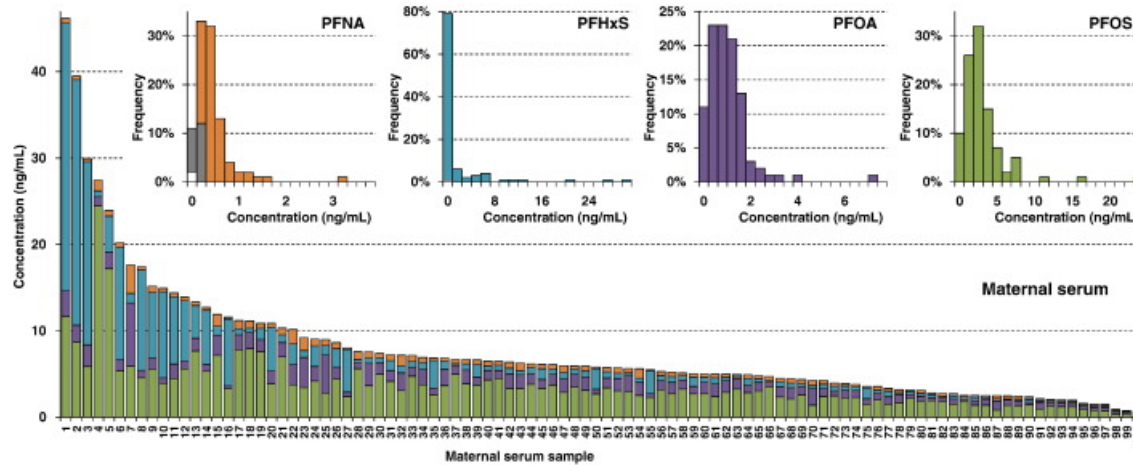 PFNA
PFHxS
PFOA
PFOS
30%
20%
10%
0%
Frequency
0 1 2 3
Concentration (ng/mL)
80%
60%
40%
20%
0%
Frequency
0 8 16 24
Concentration (ng/mL)
25%
20%
15%
10%
5%
0%
Frequency
0 2 4 6
Concentration (ng/mL)
30%
20%
10%
0%
Frequency
0 5 10 15 20
Concentration (ng/mL)
Concentration (ng/mL)
40
30
20
10
0
Maternal serum
1 2 3 4 5 6 7 8 9 10 11 12 13 14 15 16 17 18 19 20 21 22 23 24 25 26 27 28 29 30 31 32 33 34 35 36 37 38 39 40 41 42 43 44 45 46 47 48 49 50 51 52 53 54 55 56 57 58 59 60 61 62 63 64 65 66 67 68 69 70 71 72 73 74 75 76 77 78 79 80 81 82 83 84 85 86 87 88 89 90 91 92 93 94 95 96 97 98 99
Maternal serum sample